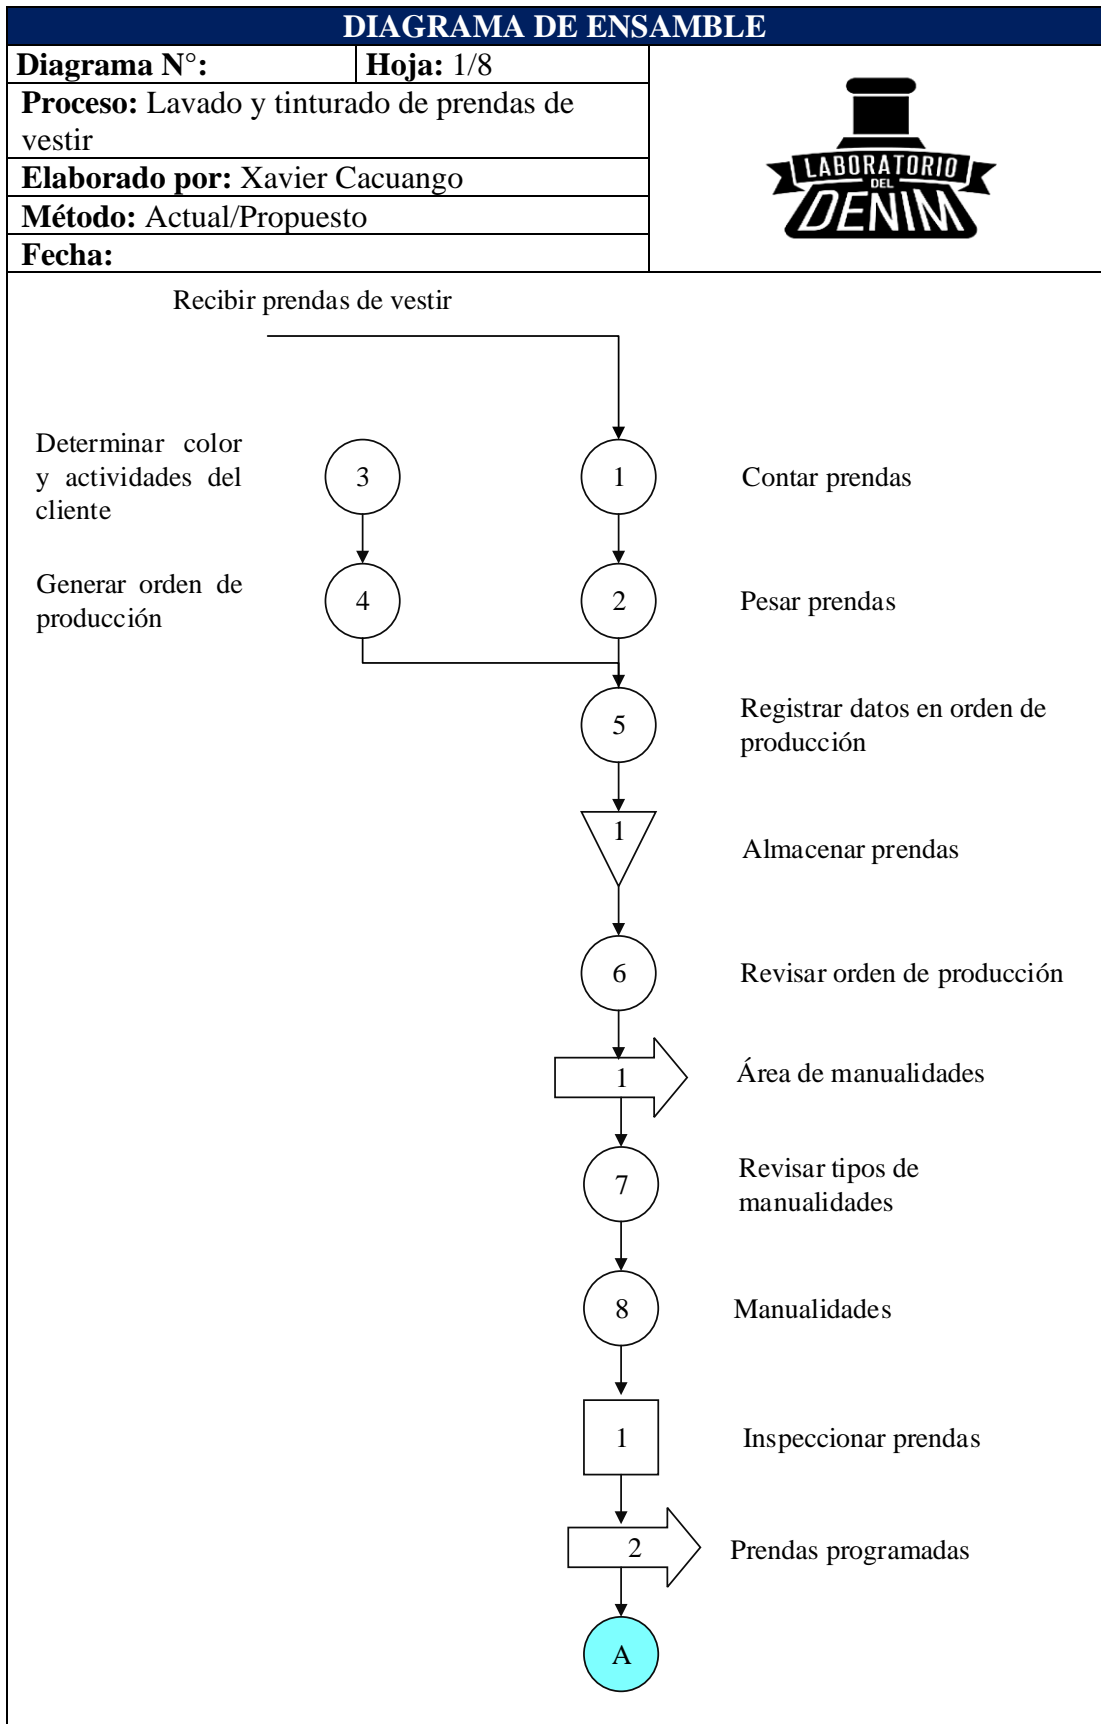 DIAGRAMA DE ENSAMBLE
Diagrama N°:
Hoja: 1/8
Proceso: Lavado y tinturado de prendas de
vestir
Elaborado por: Xavier Cacuango
Método: Actual/Propuesto
Fecha:
LABORATORIO
DEL
DENIM
Recibir prendas de vestir
Determinar color
y actividades del
cliente
3
1
Contar prendas
Generar orden de
producción
4
2
Pesar prendas
5
Registrar datos en orden de
producción
1
Almacenar prendas
6
Revisar orden de producción
1
Área de manualidades
7
Revisar tipos de
manualidades
8
Manualidades
1
Inspeccionar prendas
2
Prendas programadas
A